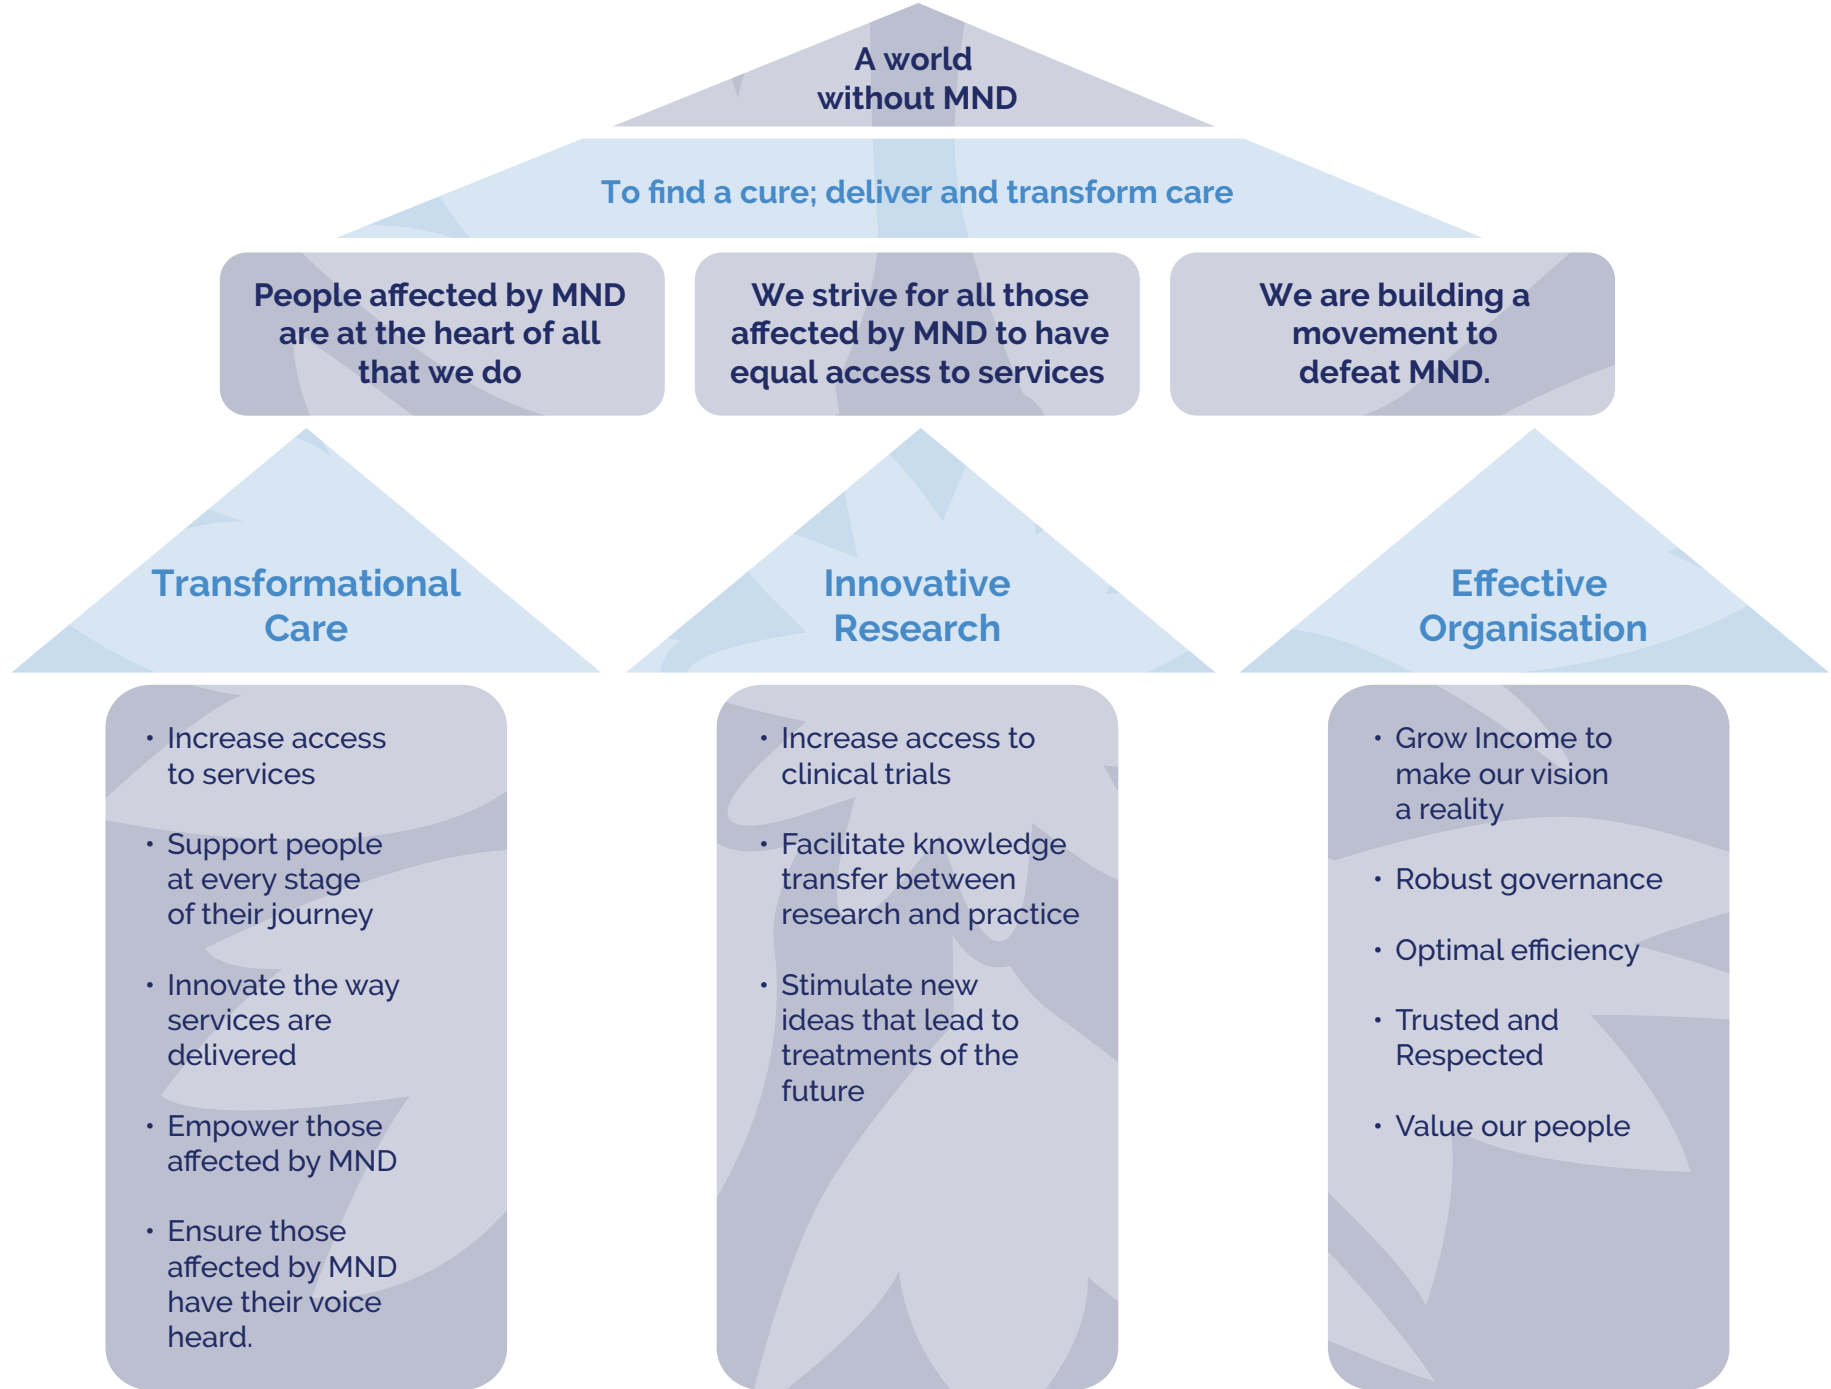 A world
without MND
To find a cure; deliver and transform care
People affected by MND
are at the heart of all
that we do
We strive for all those
affected by MND to have
equal access to services
We are building a
movement to
defeat MND.
Transformational
Care
• Increase access
to services
• Support people
at every stage
of their journey
• Innovate the way
services are
delivered
• Empower those
affected by MND
• Ensure those
affected by MND
have their voice
heard.
Innovative
Research
• Increase access to
clinical trials
• Facilitate knowledge
transfer between
research and practice
• Stimulate new
ideas that lead to
treatments of the
future
Effective
Organisation
• Grow Income to
make our vision
a reality
• Robust governance
• Optimal efficiency
• Trusted and
Respected
• Value our people